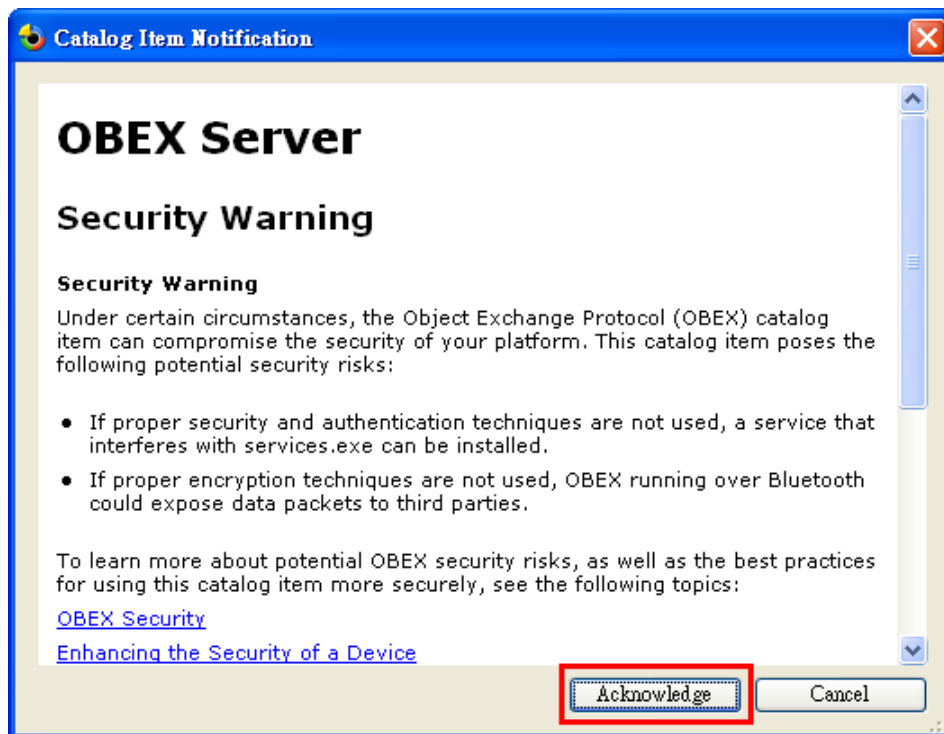 Catalog Item Notification
OBEX Server
Security Warning
Security Warning
Under certain circumstances, the Object Exchange Protocol (OBEX) catalog
item can compromise the security of your platform. This catalog item poses the
following potential security risks:
● If proper security and authentication techniques are not used, a service that
interferes with services.exe can be installed.
● If proper encryption techniques are not used, OBEX running over Bluetooth
could expose data packets to third parties.
To learn more about potential OBEX security risks, as well as the best practices
for using this catalog item more securely, see the following topics:
OBEX Security
Enhancing the Security of a Device
Acknowledge Cancel